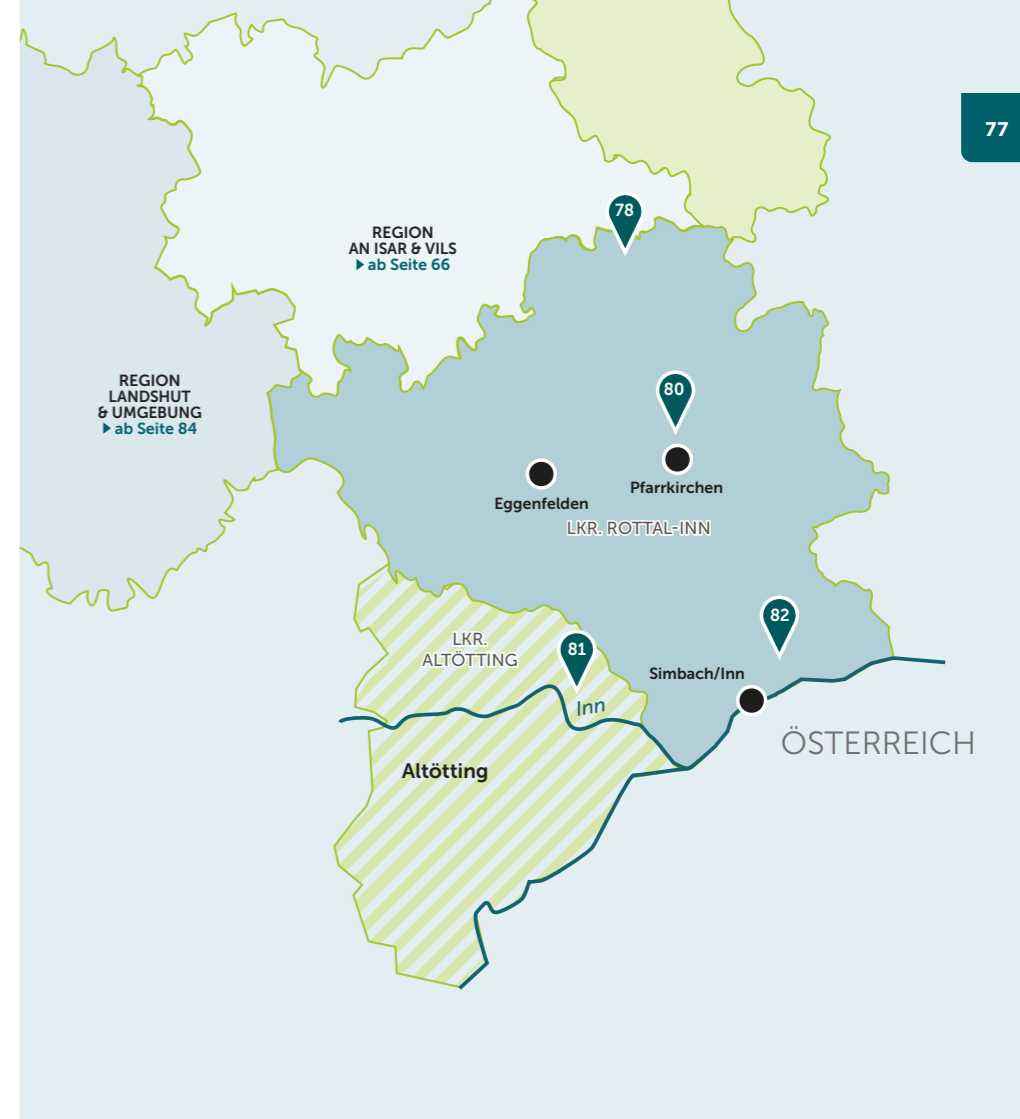 77
78
REGION
AN ISAR & VILS
▶ ab Seite 66
REGION
LANDSHUT
& UMGEBUNG
▶ ab Seite 84
80
Eggenfelden
Pfarrkirchen
LKR. ROTTAL-INN
82
LKR.
ALTÖTTING
81
Simbach/Inn
Inn
ÖSTERREICH
Altötting